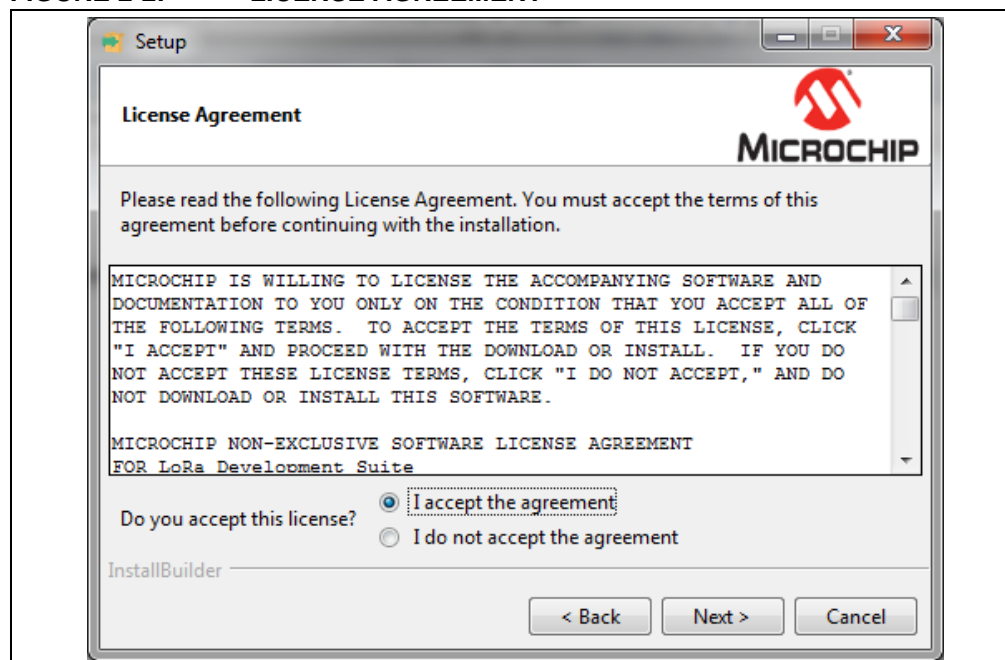 Setup
License Agreement
MICROCHIP
Please read the following License Agreement. You must accept the terms of this
agreement before continuing with the installation.
MICROCHIP IS WILLING TO LICENSE THE ACCOMPANYING SOFTWARE AND
DOCUMENTATION TO YOU ONLY ON THE CONDITION THAT YOU ACCEPT ALL OF
THE FOLLOWING TERMS.  TO ACCEPT THE TERMS OF THIS LICENSE, CLICK
"I ACCEPT" AND PROCEED WITH THE DOWNLOAD OR INSTALL.  IF YOU DO
NOT ACCEPT THESE LICENSE TERMS, CLICK "I DO NOT ACCEPT," AND DO
NOT DOWNLOAD OR INSTALL THIS SOFTWARE.
MICROCHIP NON-EXCLUSIVE SOFTWARE LICENSE AGREEMENT
FOR LoRa Development Suite
Do you accept this license?
I accept the agreement
I do not accept the agreement
InstallBuilder
< Back Next > Cancel